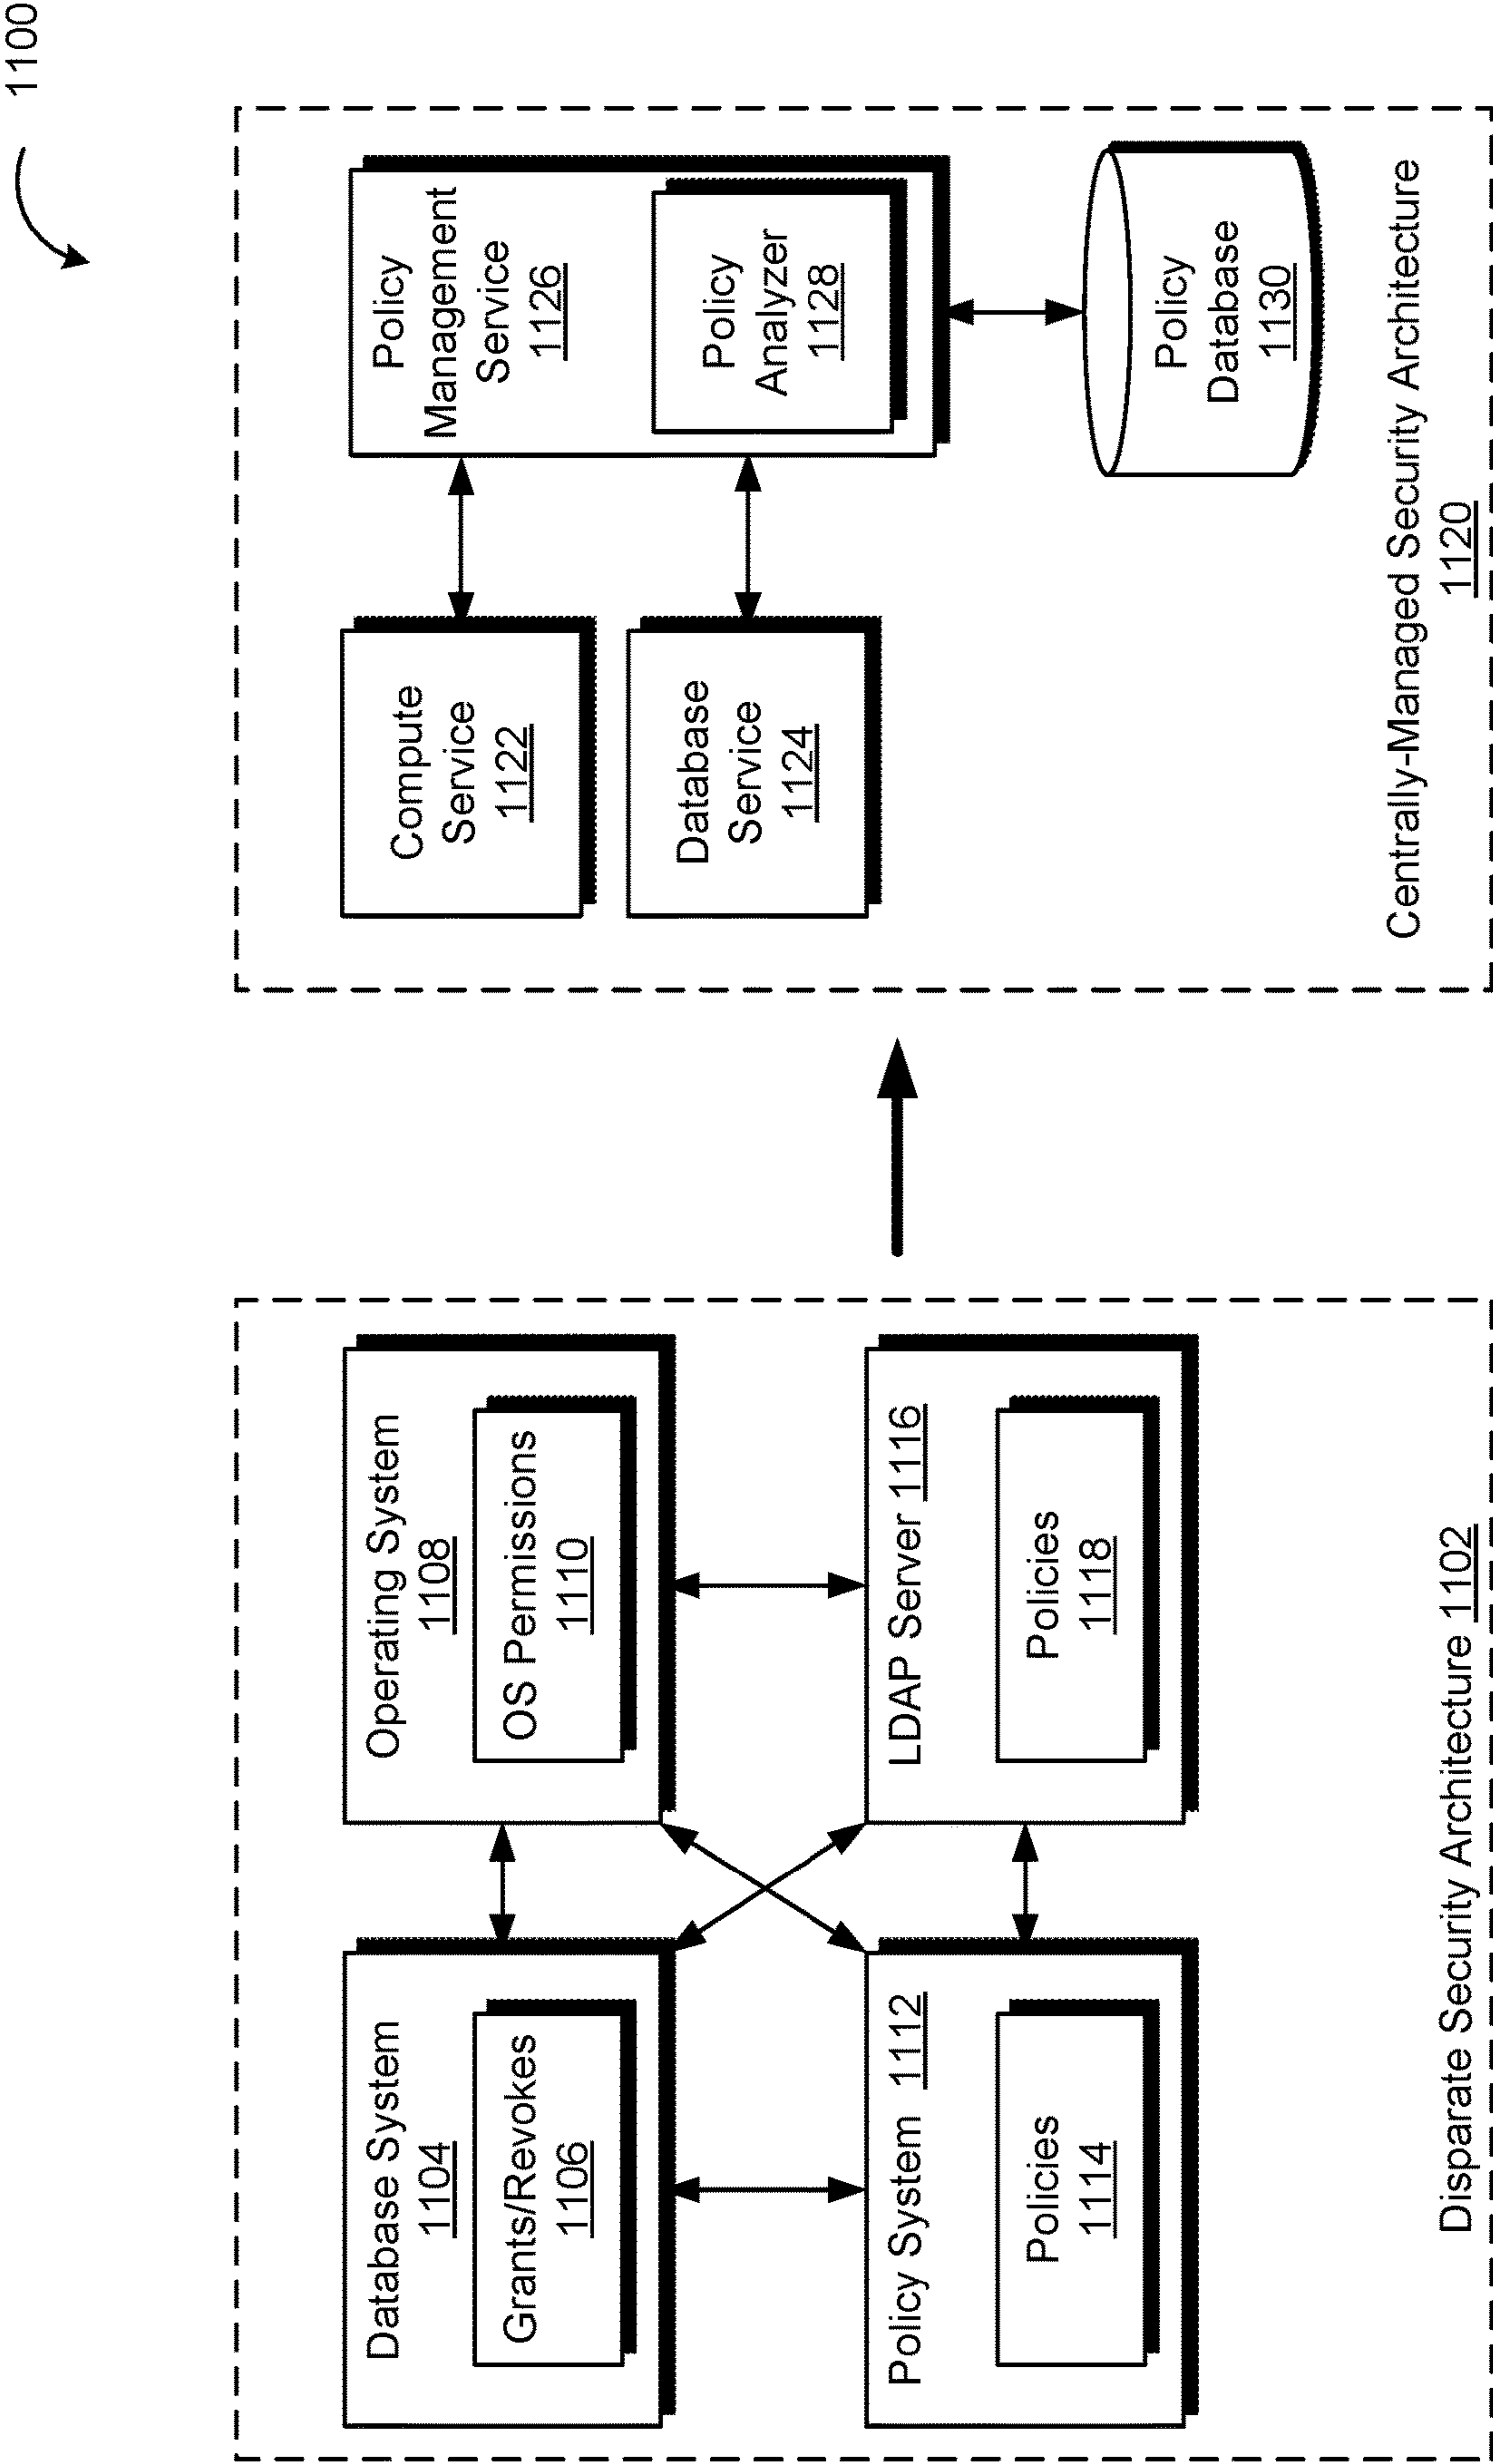 1100
Database System
1104
Grants/Revokes
1106
Operating System
1108
OS Permissions
1110
Policy System 1112
Policies
1114
LDAP Server 1116
Policies
1118
Disparate Security Architecture 1102
Compute
Service
1122
Database
Service
1124
Policy
Management
Service
1126
Policy
Analyzer
1128
Policy
Database
1130
Centrally-Managed Security Architecture
1120